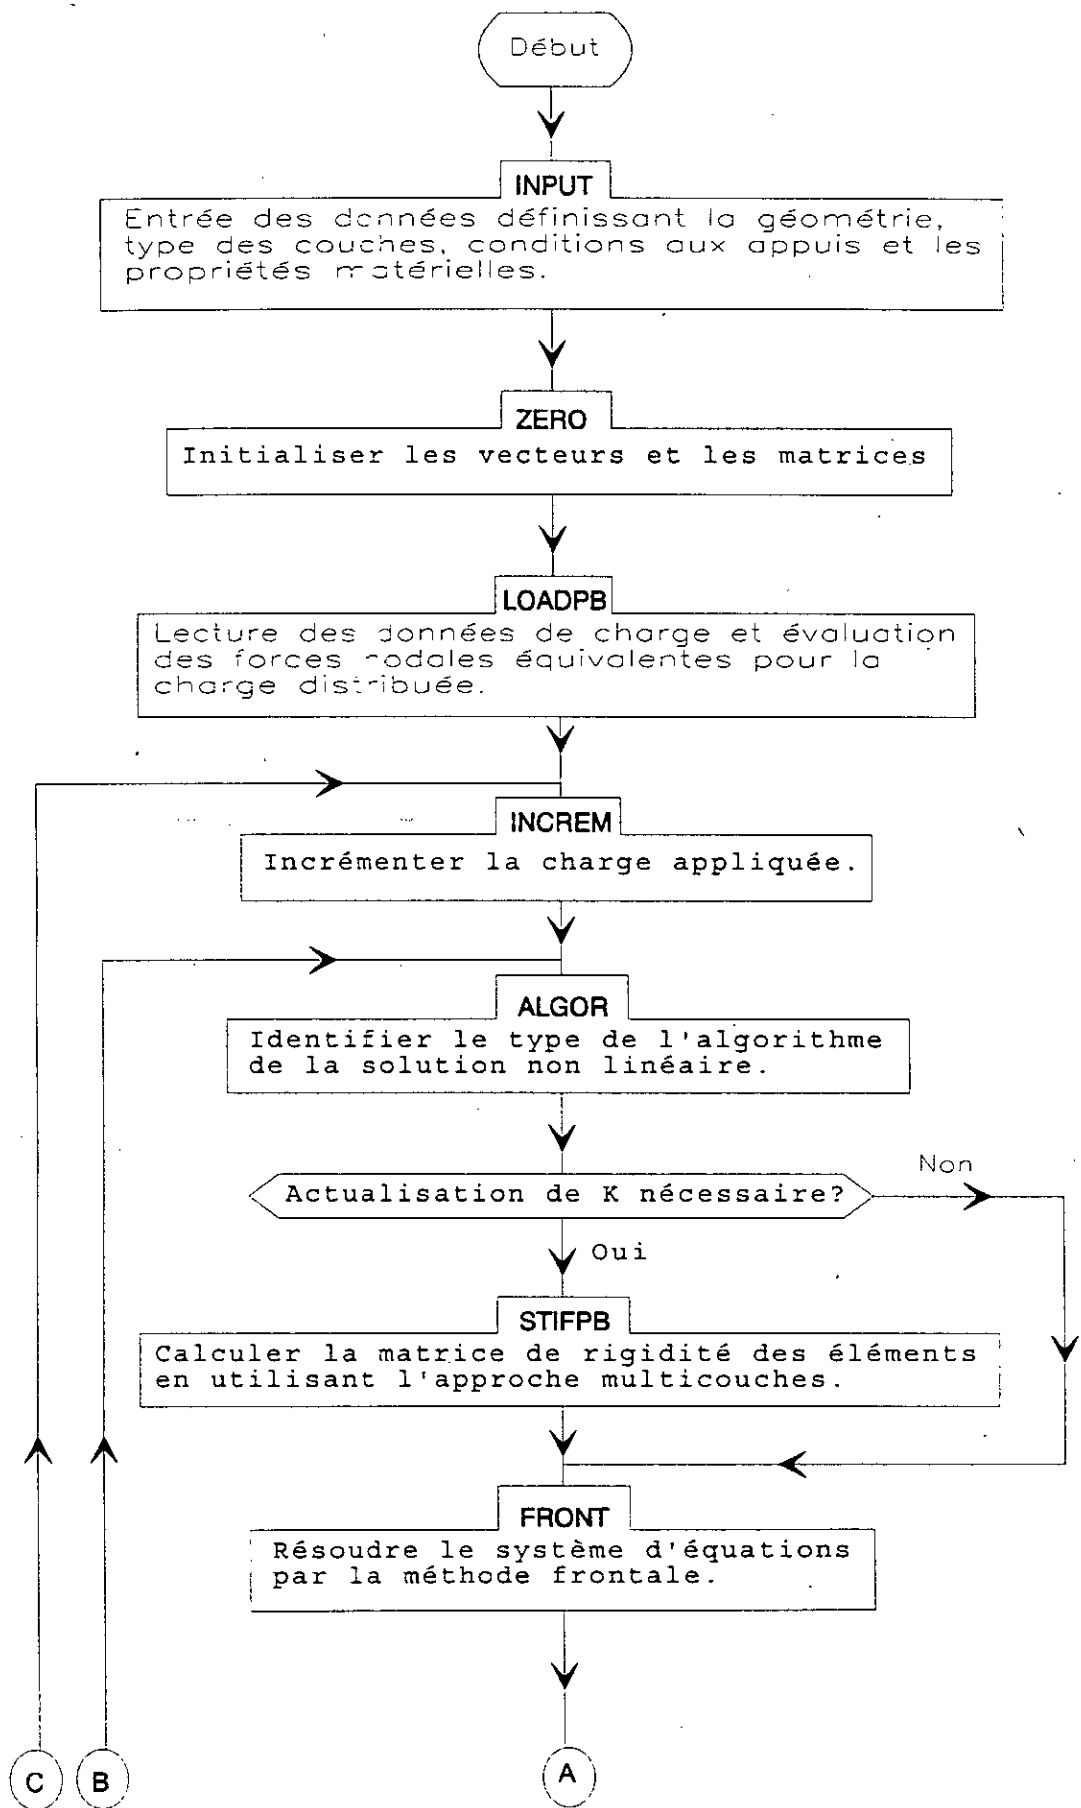 Début
INPUT
Entrée des données définissant la géométrie,
type des couches, conditions aux appuis et les
propriétés matérielles.
ZERO
Initialiser les vecteurs et les matrices
LOADPB
Lecture des données de charge et évaluation
des forces nodales équivalentes pour la
charge distribuée.
INCREM
Incrémenter la charge appliquée.
ALGOR
Identifier le type de l'algorithme
de la solution non linéaire.
Non
Actualisation de K nécessaire?
Oui
STIFPB
Calculer la matrice de rigidité des éléments
en utilisant l'approche multicouches.
FRONT
Résoudre le système d'équations
par la méthode frontale.
C
B
A